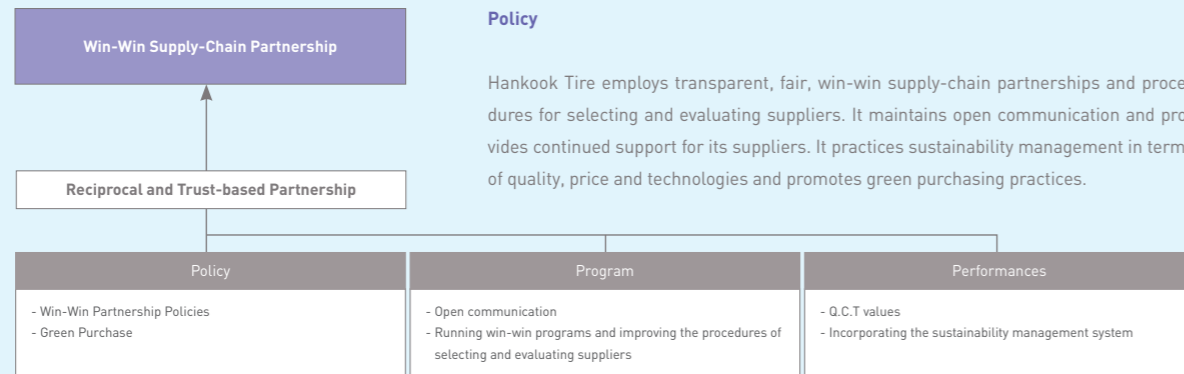 Win-Win Supply-Chain Partnership
Reciprocal and Trust-based Partnership
Policy
Hankook Tire employs transparent, fair, win-win supply-chain partnerships and proce-
dures for selecting and evaluating suppliers. It maintains open communication and pro-
vides continued support for its suppliers. It practices sustainability management in term
of quality, price and technologies and promotes green purchasing practices.
Policy
- Win-Win Partnership Policies
- Green Purchase
Program
- Open communication
- Running win-win programs and improving the procedures of
selecting and evaluating suppliers
Performances
- Q.C.T values
- Incorporating the sustainability management system